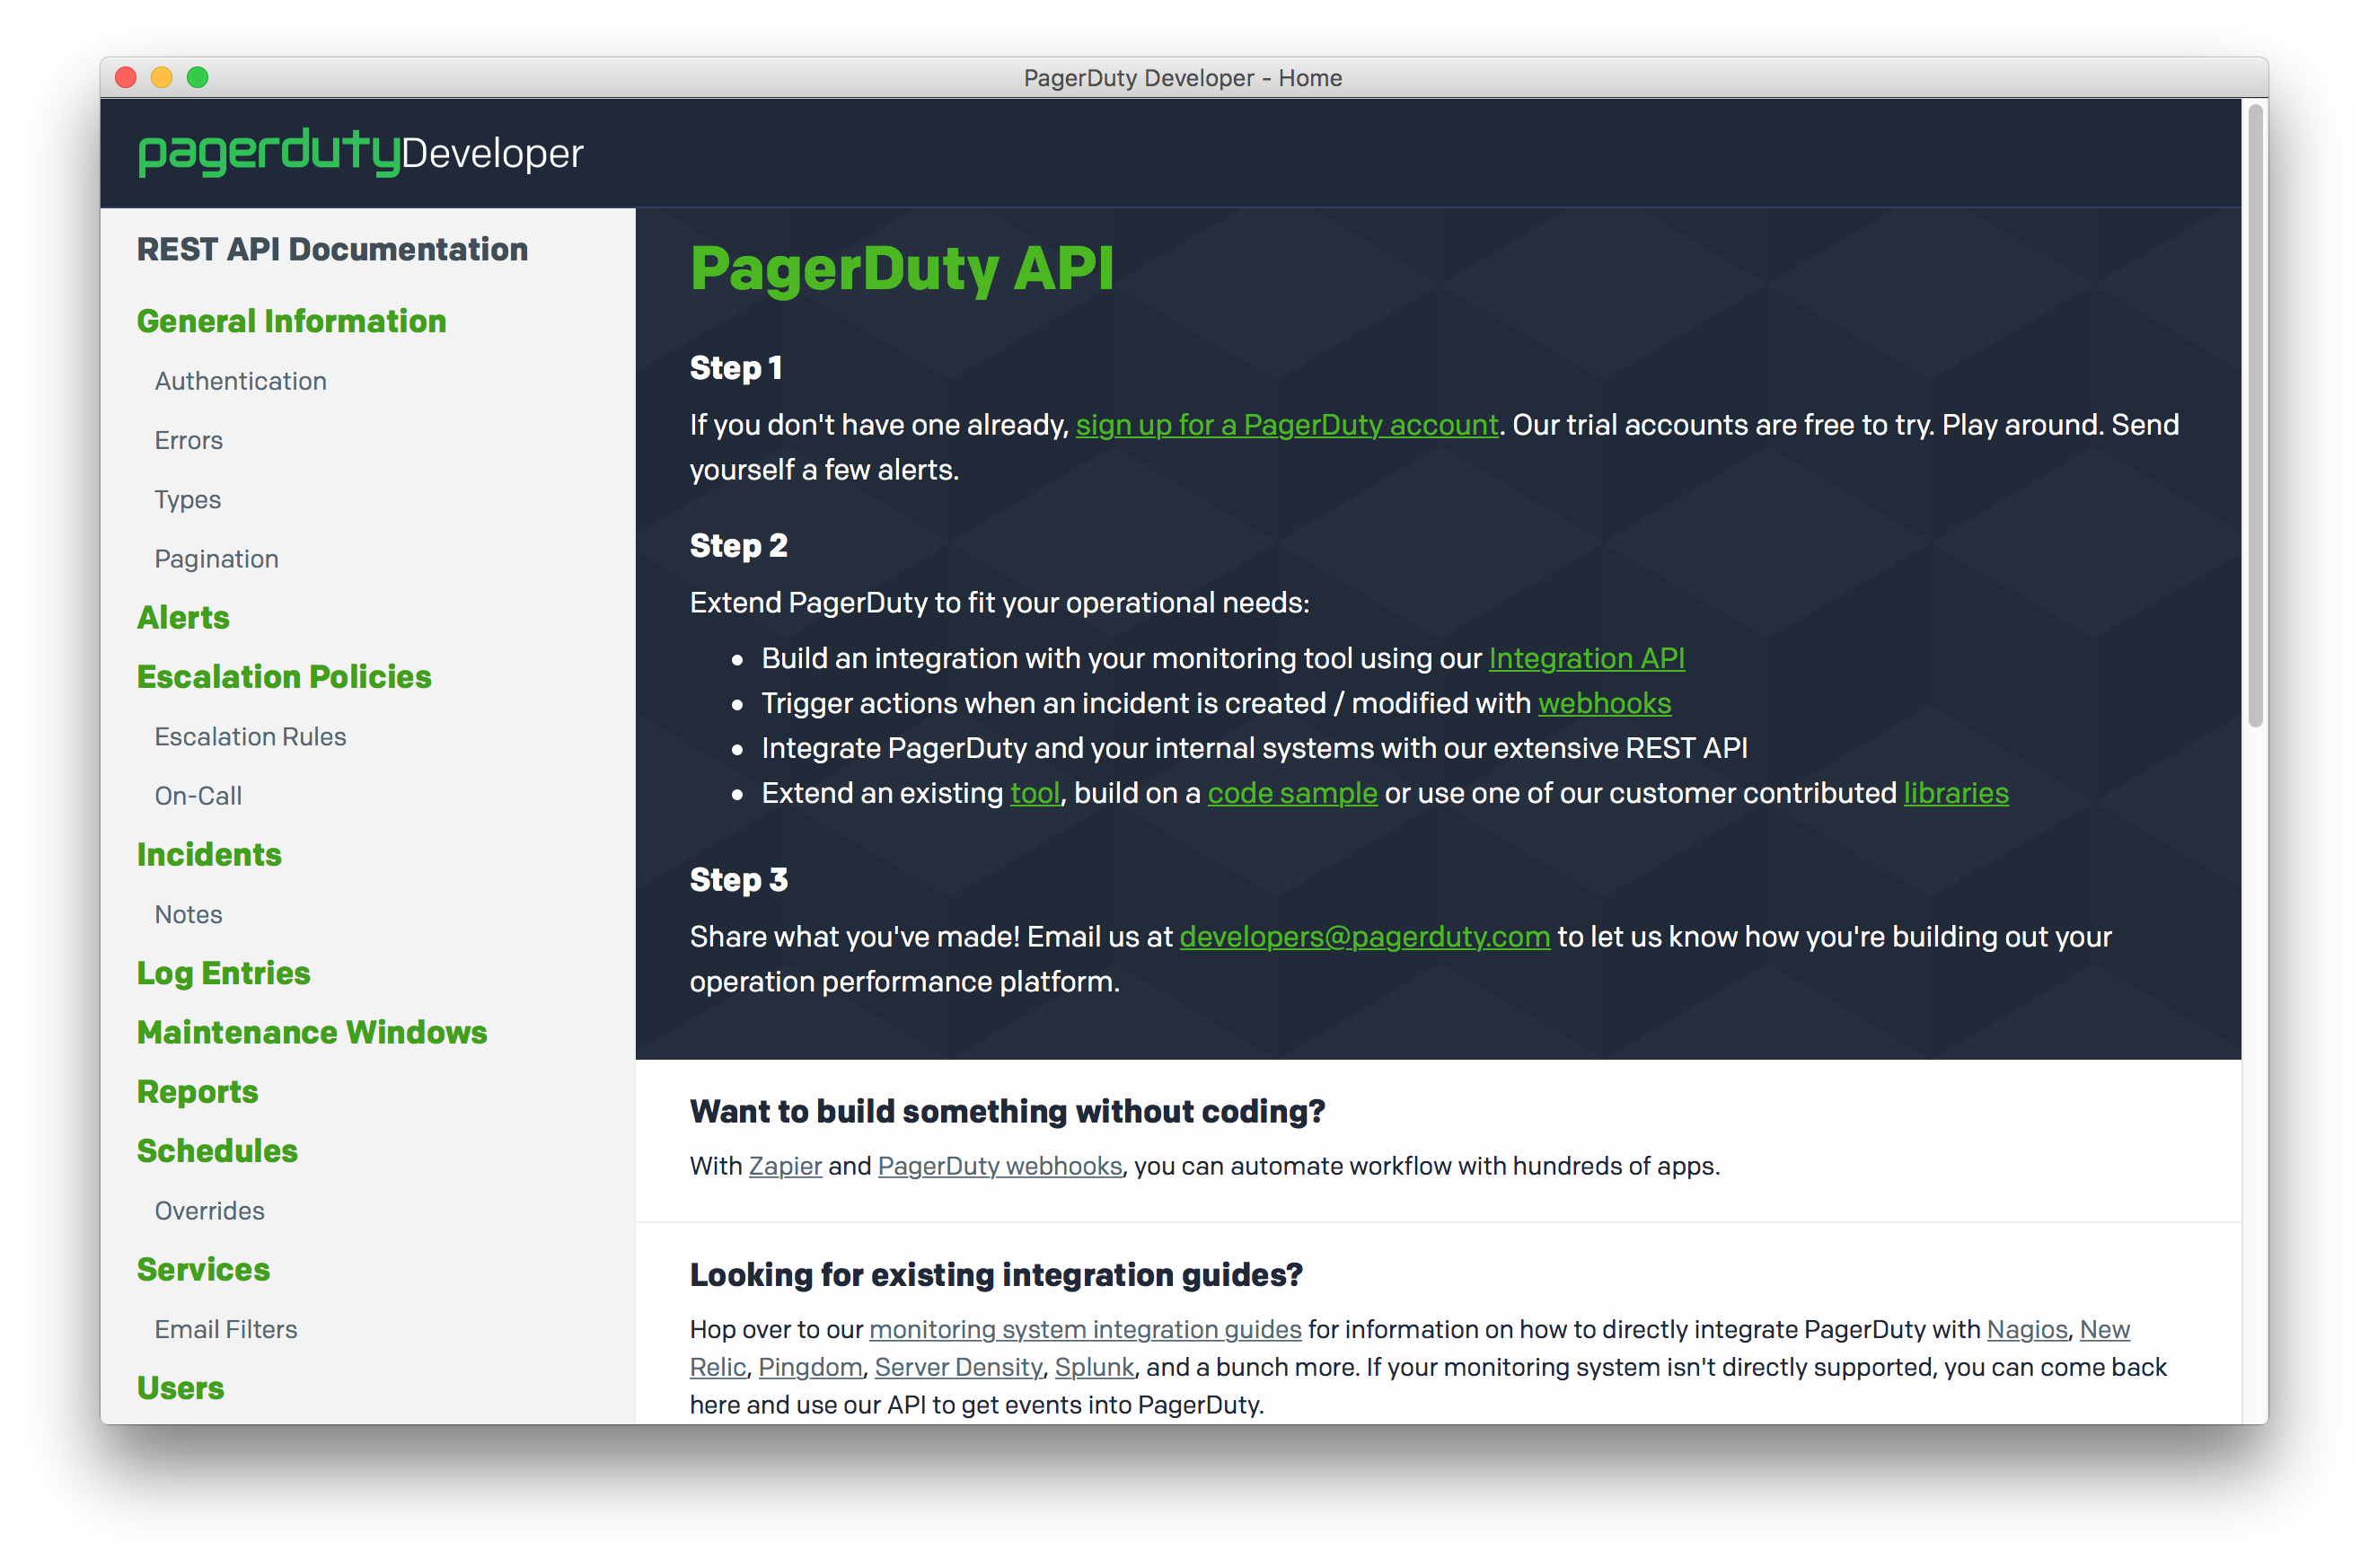 PagerDuty Developer - Home
pagerdutyDeveloper
REST API Documentation
General Information
Authentication
Errors
Types
Pagination
Alerts
Escalation Policies
Escalation Rules
On-Call
Incidents
Notes
Log Entries
Maintenance Windows
Reports
Schedules
Overrides
Services
Email Filters
Users
PagerDuty API
Step 1
If you don't have one already, sign up for a PagerDuty account. Our trial accounts are free to try. Play around. Send
yourself a few alerts.
Step 2
Extend PagerDuty to fit your operational needs:
• Build an integration with your monitoring tool using our Integration API
• Trigger actions when an incident is created / modified with webhooks
• Integrate PagerDuty and your internal systems with our extensive REST API
• Extend an existing tool, build on a code sample or use one of our customer contributed libraries
Step 3
Share what you've made! Email us at developers@pagerduty.com to let us know how you're building out your
operation performance platform.
Want to build something without coding?
With Zapier and PagerDuty webhooks, you can automate workflow with hundreds of apps.
Looking for existing integration guides?
Hop over to our monitoring system integration guides for information on how to directly integrate PagerDuty with Nagios, New
Relic, Pingdom, Server Density, Splunk, and a bunch more. If your monitoring system isn't directly supported, you can come back
here and use our API to get events into PagerDuty.